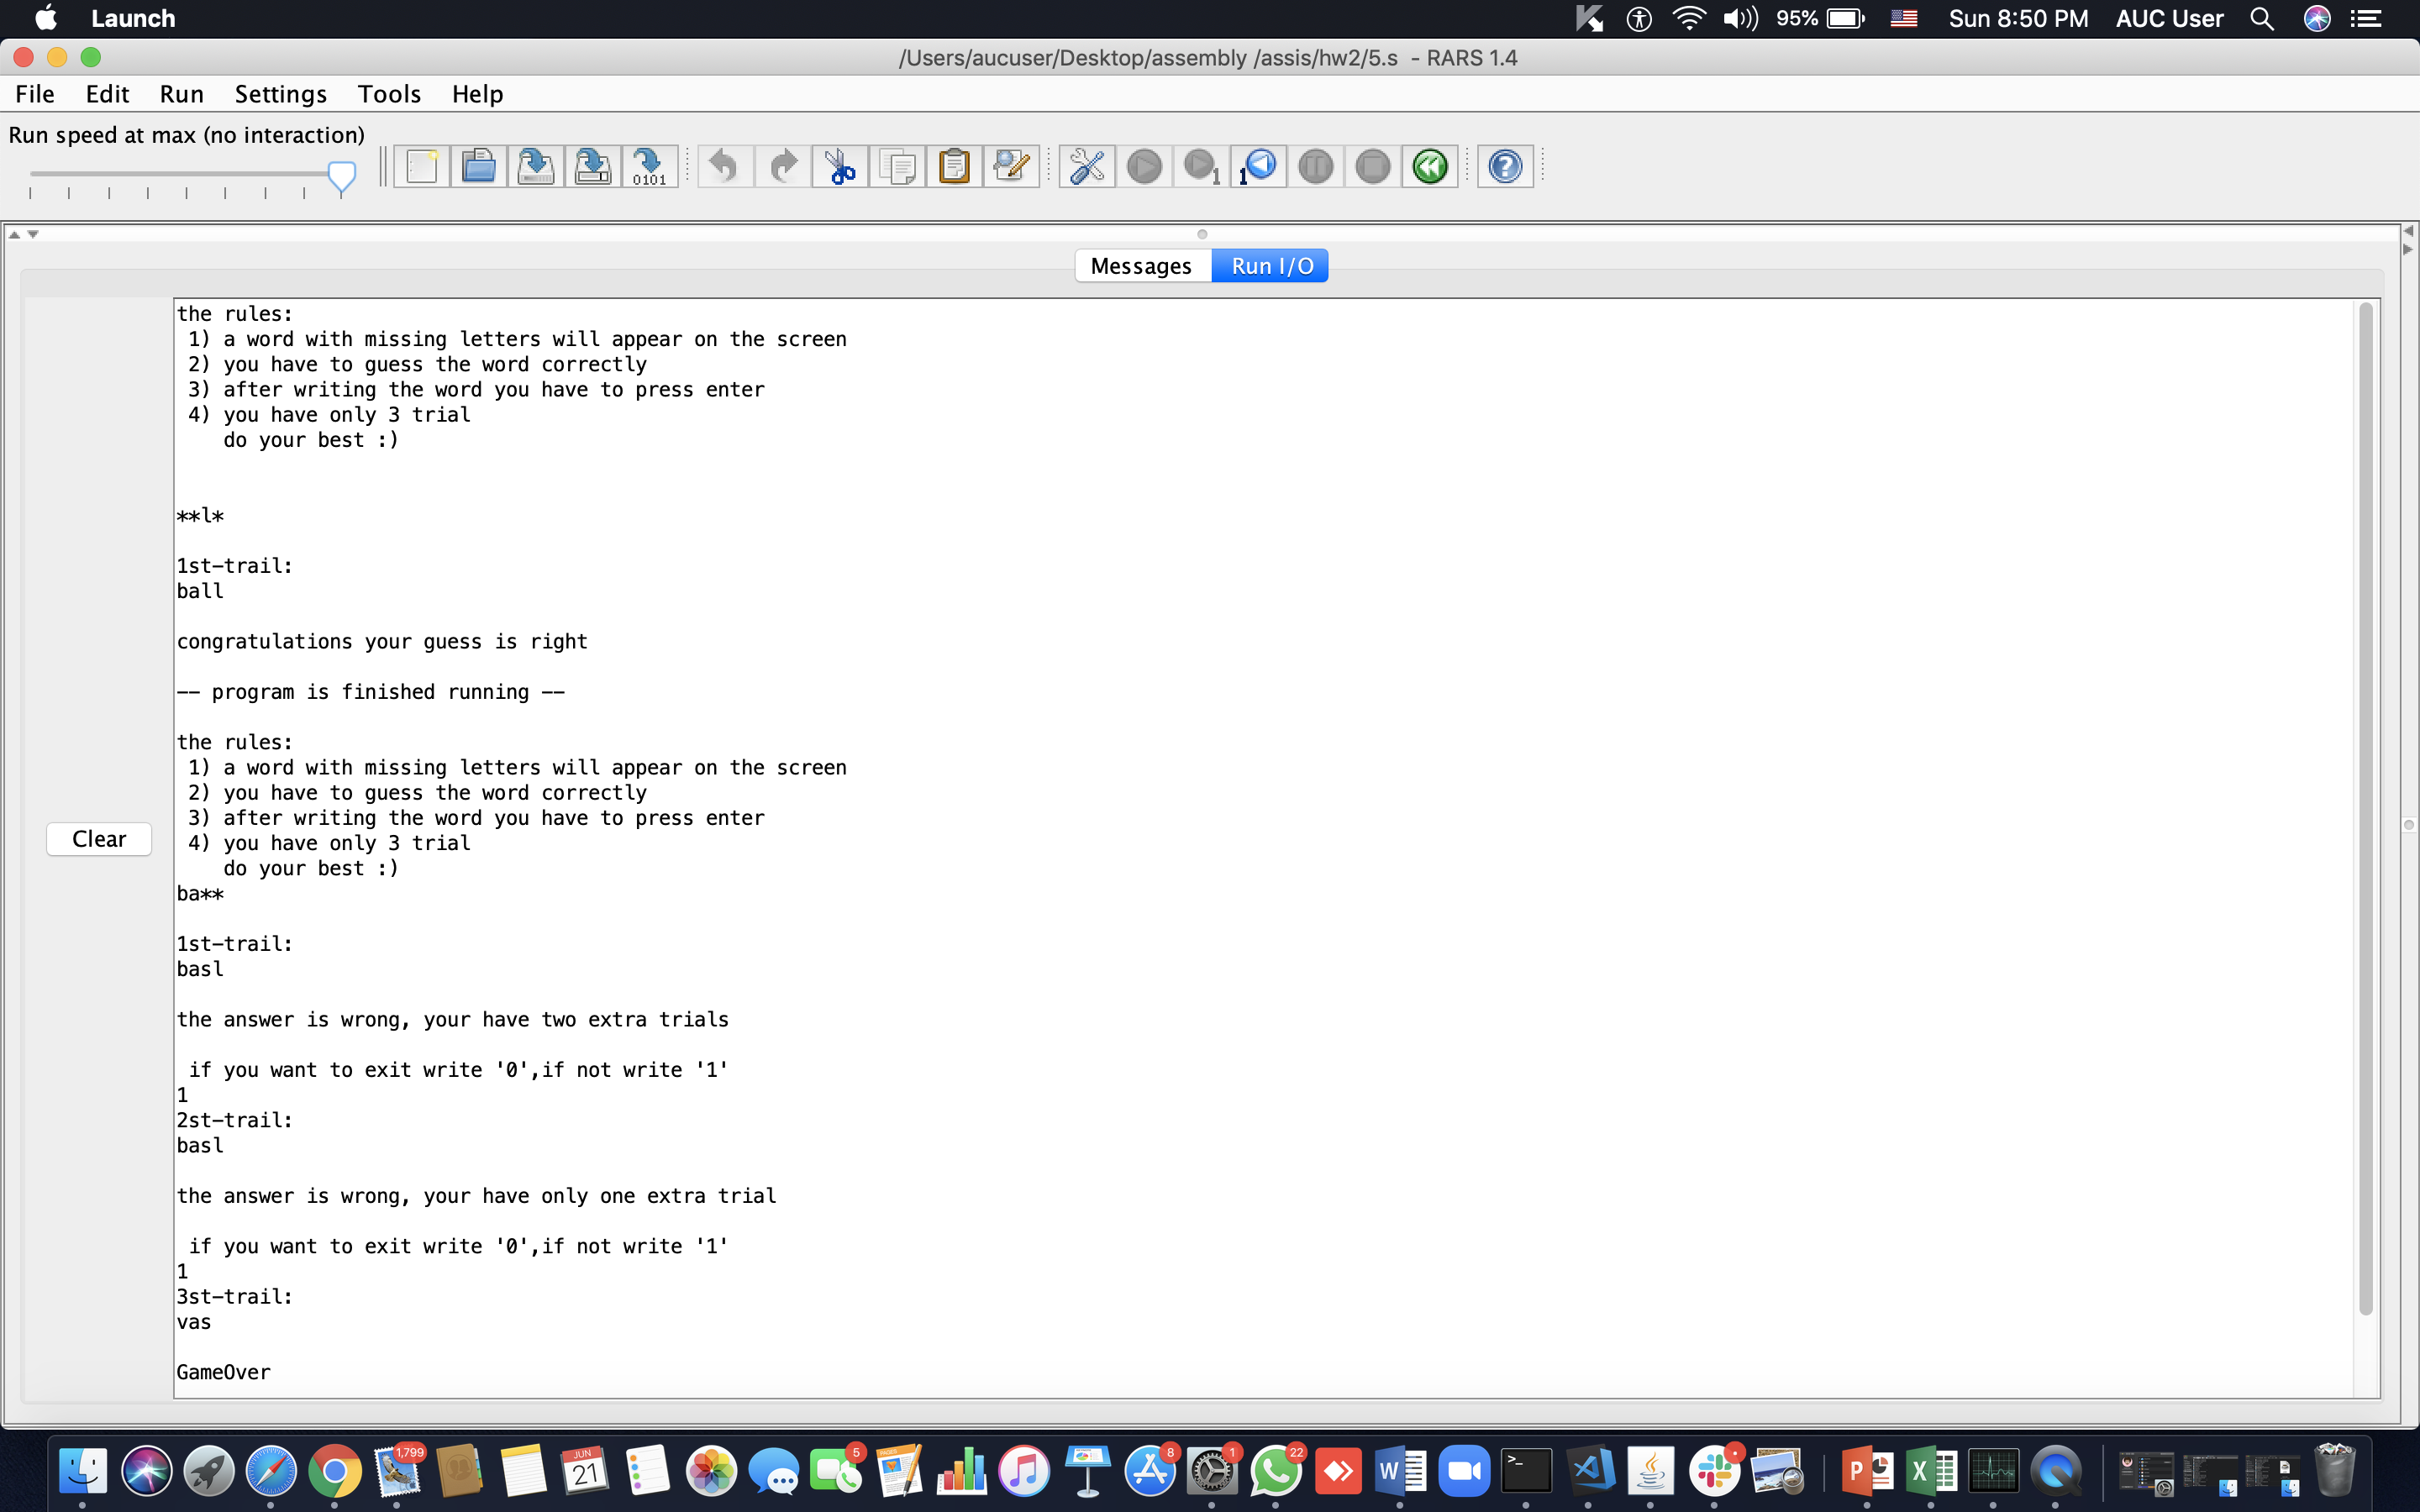 Launch
95%
Sun 8:50 PM
AUC User
/Users/aucuser/Desktop/assembly /assis/hw2/5.s  - RARS 1.4
File Edit Run Settings Tools Help
Run speed at max (no interaction)
0101
1
1
Messages
Run I/O
the rules:
1) a word with missing letters will appear on the screen
2) you have to guess the word correctly
3) after writing the word you have to press enter
4) you have only 3 trial
do your best :)
**l*
1st-trail:
ball
congratulations your guess is right
-- program is finished running --
the rules:
1) a word with missing letters will appear on the screen
2) you have to guess the word correctly
3) after writing the word you have to press enter
4) you have only 3 trial
do your best :)
ba**
1st-trail:
basl
the answer is wrong, your have two extra trials
if you want to exit write '0',if not write '1'
1
2st-trail:
basl
the answer is wrong, your have only one extra trial
if you want to exit write '0',if not write '1'
1
3st-trail:
vas
GameOver
Clear
1,799
JUN
21
5
PAGES
8
1
22
W
>_
P
X